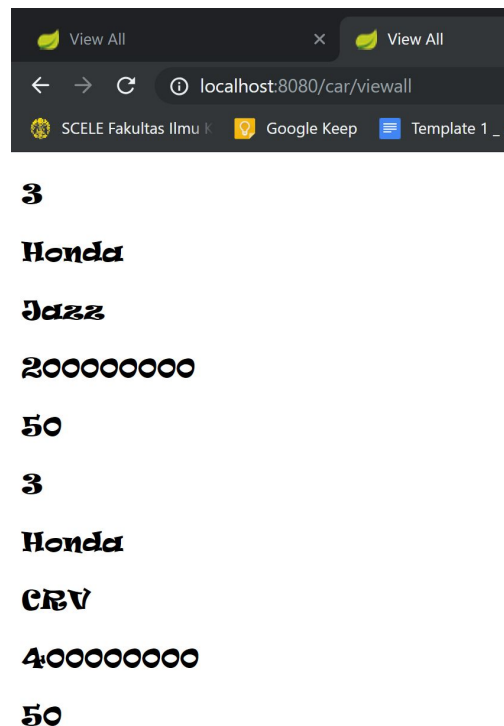 View All
View All
localhost:8080/car/viewall
SCELE Fakultas Ilmu Google Keep Template 1 _
3
Honda
Jazz
200000000
50
3
Honda
CRV
400000000
50